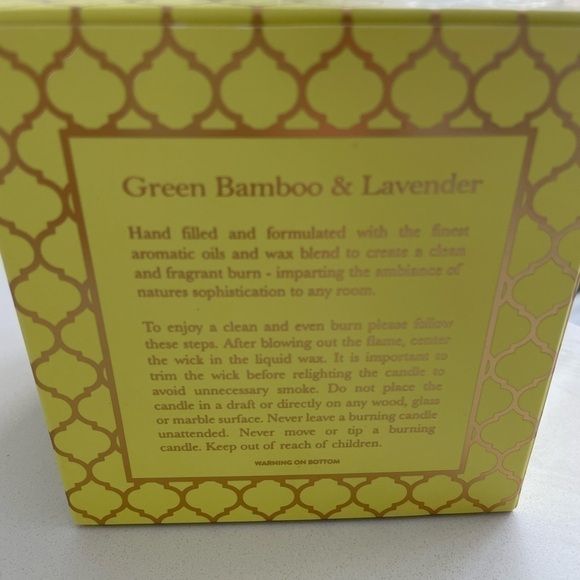 Green Bamboo & Lavender
Hand filled and formulated with the finest
aromatic oils and wax blend to create a clean
and fragrant burn - imparting the ambiance of
natures sophistication to any room.
To enjoy a clean and even burn please follow
these steps. After blowing out the flame, center
the wick in the liquid wax. It is important to
trim the wick before relighting the candle to
avoid unnecessary smoke. Do not place the
candle in a draft or directly on any wood, glass
or marble surface. Never leave a burning candle
unattended. Never move or tip a burning
candle. Keep out of reach of children.
WARNING ON BOTTOM